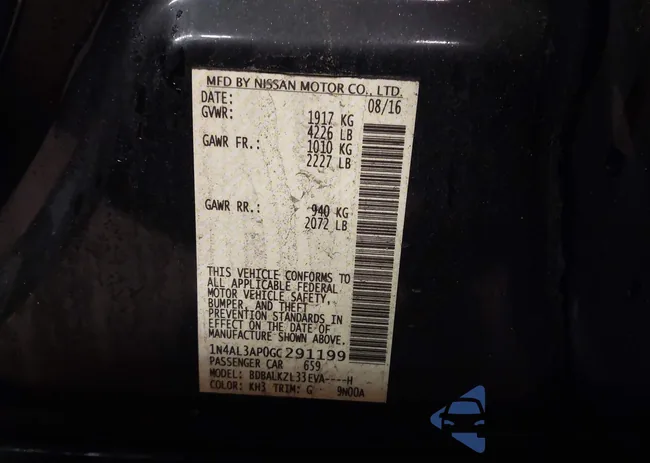 MFD BY NISSAN MOTOR CO., LTD.
DATE: 08/16
GVWR: 1917 KG
4226 LB
GAWR FR.: 1010 KG
2227 LB
GAWR RR.: 940 KG
2072 LB
THIS VEHICLE CONFORMS TO
ALL APPLICABLE FEDERAL
MOTOR VEHICLE SAFETY,
BUMPER, AND THEFT
PREVENTION STANDARDS IN
EFFECT ON THE DATE OF
MANUFACTURE SHOWN ABOVE.
1N4AL3AP0GC291199
PASSENGER CAR 659
MODEL: BDBALKZL33EVA----H
COLOR: KH3 TRIM: G 9N00A